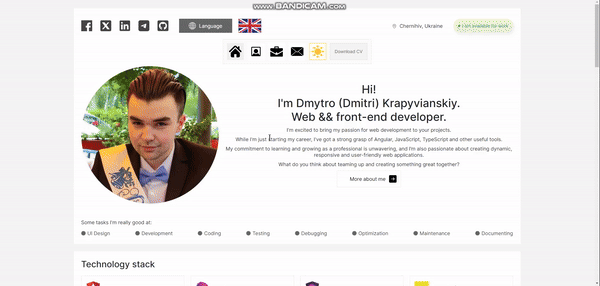 www.BANDICAM.com
Language
Chernihiv, Ukraine
I am available for work
Download CV
Hi!
I'm Dmytro (Dmitri) Krapyvianskiy.
Web && front-end developer.
I'm excited to bring my passion for web development to your projects.
While I'm just starting my career, I've got a strong grasp of Angular, JavaScript, TypeScript and other useful tools.
My commitment to learning and growing as a professional is unwavering, and I'm also passionate about creating dynamic,
responsive and user-friendly web applications.
What do you think about teaming up and creating something great together?
More about me
Some tasks I'm really good at:
UI Design
Development
Coding
Testing
Debugging
Optimization
Maintenance
Documenting
Technology stack